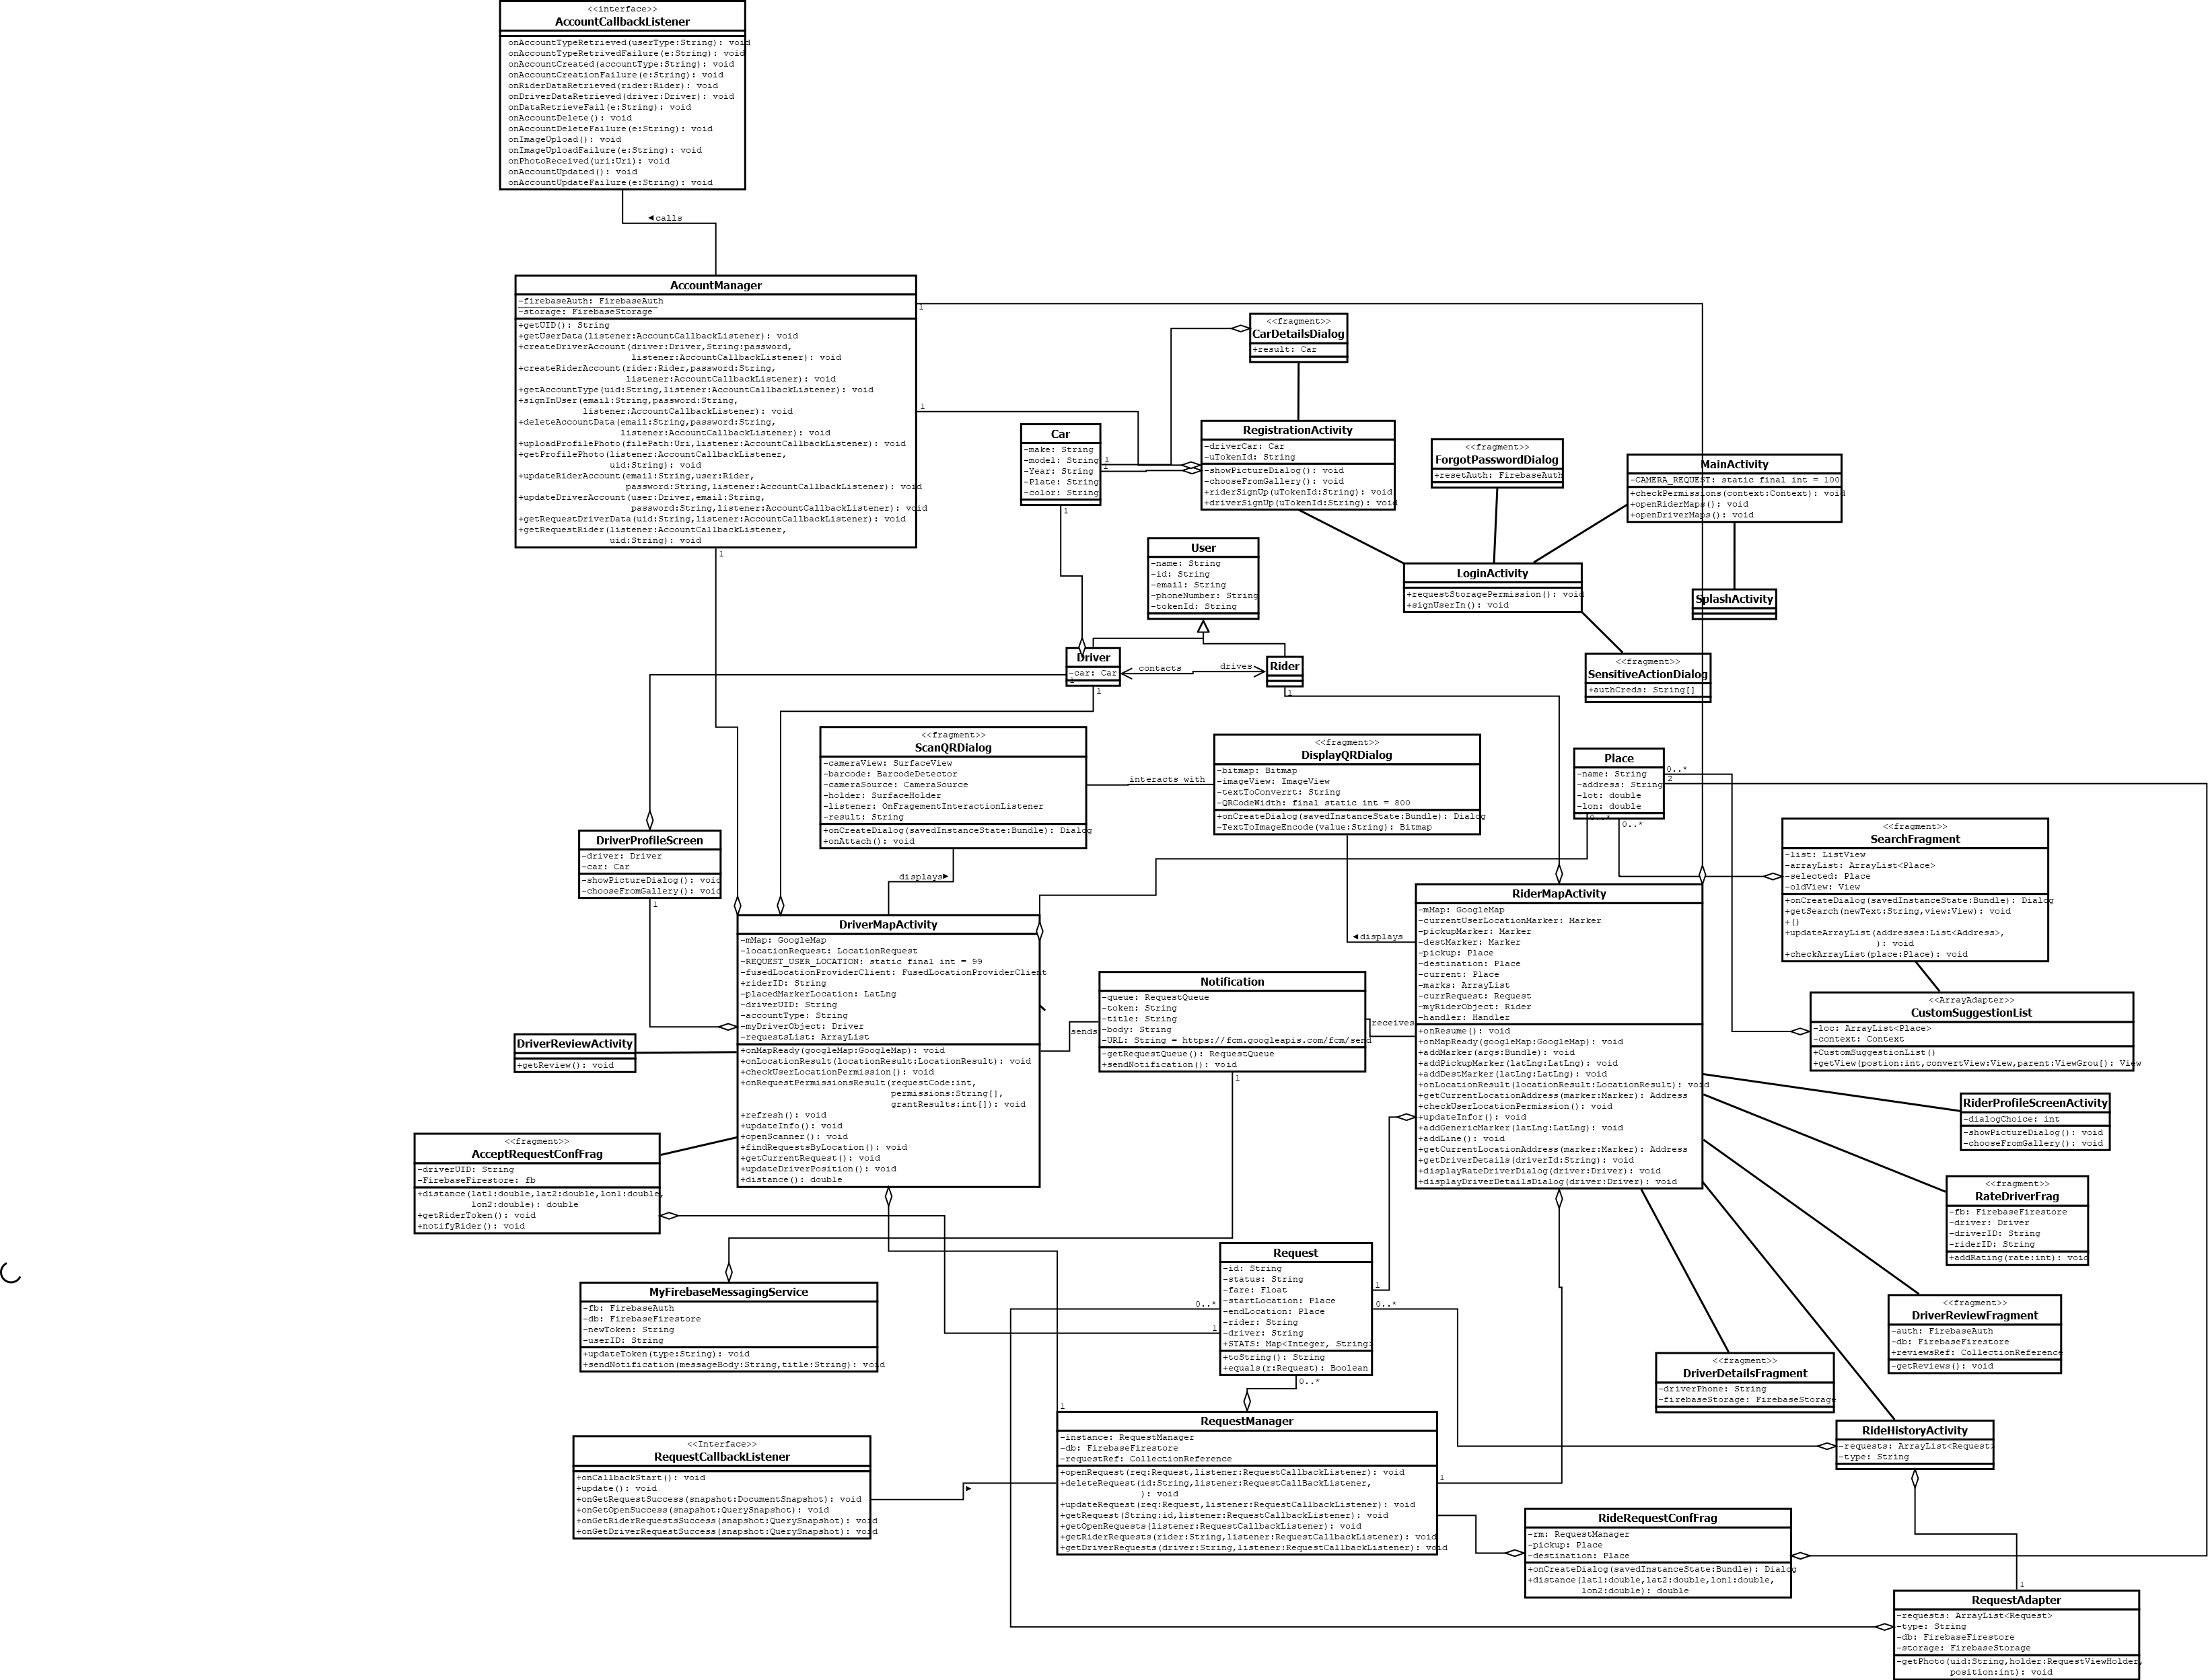 <<interface>>
AccountCallbackListener
onAccountTypeRetrieved(userType:String): void
onAccountTypeRetrivedFailure(e:String): void
onAccountCreated(accountType:String): void
onAccountCreationFailure(e:String): void
onRiderDataRetrieved(rider:Rider): void
onDriverDataRetrieved(driver:Driver): void
onDataRetrieveFail(e:String): void
onAccountDelete(): void
onAccountDeleteFailure(e:String): void
onImageUpload(): void
onImageUploadFailure(e:String): void
onPhotoReceived(uri:Uri): void
onAccountUpdated(): void
onAccountUpdateFailure(e:String): void
◄calls
AccountManager
-firebaseAuth: FirebaseAuth
-storage: FirebaseStorage
+getUID(): String
+getUserData(listener:AccountCallbackListener): void
+createDriverAccount(driver:Driver,String:password,
listener:AccountCallbackListener): void
+createRiderAccount(rider:Rider,password:String,
listener:AccountCallbackListener): void
+getAccountType(uid:String,listener:AccountCallbackListener): void
+signInUser(email:String,password:String,
listener:AccountCallbackListener): void
+deleteAccountData(email:String,password:String,
listener:AccountCallbackListener): void
+uploadProfilePhoto(filePath:Uri,listener:AccountCallbackListener): void
+getProfilePhoto(listener:AccountCallbackListener,
uid:String): void
+updateRiderAccount(email:String,user:Rider,
password:String,listener:AccountCallbackListener): void
+updateDriverAccount(user:Driver,email:String,
password:String,listener:AccountCallbackListener): void
+getRequestDriverData(uid:String,listener:AccountCallbackListener): void
+getRequestRider(listener:AccountCallbackListener,
uid:String): void
1
1
1
<<fragment>>
CarDetailsDialog
+result: Car
Car
-make: String
-model: String
-Year: String
-Plate: String
-color: String
1
1
1
RegistrationActivity
-driverCar: Car
-uTokenId: String
-showPictureDialog(): void
-chooseFromGallery(): void
+riderSignUp(uTokenId:String): void
+driverSignUp(uTokenId:String): void
<<fragment>>
ForgotPasswordDialog
+resetAuth: FirebaseAuth
MainActivity
-CAMERA_REQUEST: static final int = 100
+checkPermissions(context:Context): void
+openRiderMaps(): void
+openDriverMaps(): void
User
-name: String
-id: String
-email: String
-phoneNumber: String
-tokenId: String
LoginActivity
+requestStoragePermission(): void
+signUserIn(): void
SplashActivity
Driver
-car: Car
1
1
contacts
drives
Rider
1
<<fragment>>
SensitiveActionDialog
+authCreds: String[]
<<fragment>>
ScanQRDialog
-cameraView: SurfaceView
-barcode: BarcodeDetector
-cameraSource: CameraSource
-holder: SurfaceHolder
-listener: OnFragementInteractionListener
-result: String
+onCreateDialog(savedInstanceState:Bundle): Dialog
+onAttach(): void
interacts with
<<fragment>>
DisplayQRDialog
-bitmap: Bitmap
-imageView: ImageView
-textToConverrt: String
-QRCodeWidth: final static int = 800
+onCreateDialog(savedInstanceState:Bundle): Dialog
-TextToImageEncode(value:String): Bitmap
Place
-name: String
-address: String
-lot: double
-lon: double
0..*
2
0..*
0..*
<<fragment>>
SearchFragment
-list: ListView
-arrayList: ArrayList<Place>
-selected: Place
-oldView: View
+onCreateDialog(savedInstanceState:Bundle): Dialog
+getSearch(newText:String,view:View): void
+()
+updateArrayList(addresses:List<Address>,
): void
+checkArrayList(place:Place): void
DriverProfileScreen
-driver: Driver
-car: Car
-showPictureDialog(): void
-chooseFromGallery(): void
1
displays►
DriverMapActivity
-mMap: GoogleMap
-locationRequest: LocationRequest
-REQUEST_USER_LOCATION: static final int = 99
-fusedLocationProviderClient: FusedLocationProviderClient
+riderID: String
-placedMarkerLocation: LatLng
-driverUID: String
-accountType: String
-myDriverObject: Driver
-requestsList: ArrayList
+onMapReady(googleMap:GoogleMap): void
+onLocationResult(locationResult:LocationResult): void
+checkUserLocationPermission(): void
+onRequestPermissionsResult(requestCode:int,
permissions:String[],
grantResults:int[]): void
+refresh(): void
+updateInfo(): void
+openScanner(): void
+findRequestsByLocation(): void
+getCurrentRequest(): void
+updateDriverPosition(): void
+distance(): double
sends
Notification
-queue: RequestQueue
-token: String
-title: String
-body: String
-URL: String = https://fcm.googleapis.com/fcm/send
-getRequestQueue(): RequestQueue
+sendNotification(): void
1
receives
◄displays
RiderMapActivity
-mMap: GoogleMap
-currentUserLocationMarker: Marker
-pickupMarker: Marker
-destMarker: Marker
-pickup: Place
-destination: Place
-current: Place
-marks: ArrayList
-currRequest: Request
-myRiderObject: Rider
-handler: Handler
+onResume(): void
+onMapReady(googleMap:GoogleMap): void
+addMarker(args:Bundle): void
+addPickupMarker(latLng:LatLng): void
+addDestMarker(latLng:LatLng): void
+onLocationResult(locationResult:LocationResult): void
+getCurrentLocationAddress(marker:Marker): Address
+checkUserLocationPermission(): void
+updateInfor(): void
+addGenericMarker(latLng:LatLng): void
+addLine(): void
+getCurrentLocationAddress(marker:Marker): Address
+getDriverDetails(driverId:String): void
+displayRateDriverDialog(driver:Driver): void
+displayDriverDetailsDialog(driver:Driver): void
<<ArrayAdapter>>
CustomSuggestionList
-loc: ArrayList<Place>
-context: Context
+CustomSuggestionList()
+getView(postion:int,convertView:View,parent:ViewGrou[): View
DriverReviewActivity
+getReview(): void
RiderProfileScreenActivity
-dialogChoice: int
-showPictureDialog(): void
-chooseFromGallery(): void
<<fragment>>
AcceptRequestConfFrag
-driverUID: String
-FirebaseFirestore: fb
+distance(lat1:double,lat2:double,lon1:double,
lon2:double): double
+getRiderToken(): void
+notifyRider(): void
<<fragment>>
RateDriverFrag
-fb: FirebaseFirestore
-driver: Driver
-driverID: String
-riderID: String
+addRating(rate:int): void
MyFirebaseMessagingService
-fb: FirebaseAuth
-db: FirebaseFirestore
-newToken: String
-userID: String
+updateToken(type:String): void
+sendNotification(messageBody:String,title:String): void
Request
-id: String
-status: String
-fare: Float
-startLocation: Place
-endLocation: Place
-rider: String
-driver: String
+STATS: Map<Integer, String>
+toString(): String
+equals(r:Request): Boolean
0..*
1
1
0..*
0..*
<<fragment>>
DriverReviewFragment
-auth: FirebaseAuth
-db: FirebaseFirestore
+reviewsRef: CollectionReference
-getReviews(): void
<<fragment>>
DriverDetailsFragment
-driverPhone: String
-firebaseStorage: FirebaseStorage
RideHistoryActivity
-requests: ArrayList<Request>
-type: String
1
RequestManager
-instance: RequestManager
-db: FirebaseFirestore
-requestRef: CollectionReference
+openRequest(req:Request,listener:RequestCallbackListener): void
+deleteRequest(id:String,listener:RequestCallBackListener,
): void
+updateRequest(req:Request,listener:RequestCallbackListener): void
+getRequest(String:id,listener:RequestCallbackListener): void
+getOpenRequests(listener:RequestCallbackListener): void
+getRiderRequests(rider:String,listener:RequestCallbackListener): void
+getDriverRequests(driver:String,listener:RequestCallbackListener): void
1
<<Interface>>
RequestCallbackListener
+onCallbackStart(): void
+update(): void
+onGetRequestSuccess(snapshot:DocumentSnapshot): void
+onGetOpenSuccess(snapshot:QuerySnapshot): void
+onGetRiderRequestsSuccess(snapshot:QuerySnapshot): void
+onGetDriverRequestSuccess(snapshot:QuerySnapshot): void
►
RideRequestConfFrag
-rm: RequestManager
-pickup: Place
-destination: Place
+onCreateDialog(savedInstanceState:Bundle): Dialog
+distance(lat1:double,lat2:double,lon1:double,
lon2:double): double
1
RequestAdapter
-requests: ArrayList<Request>
-type: String
-db: FirebaseFirestore
-storage: FirebaseStorage
-getPhoto(uid:String,holder:RequestViewHolder,
position:int): void